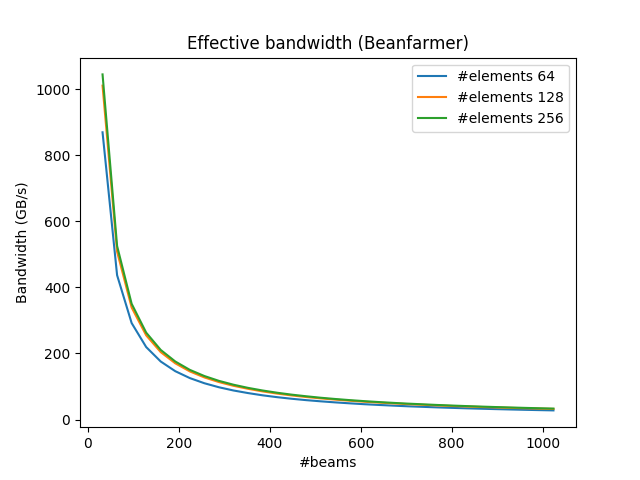 Effective bandwidth (Beanfarmer)
#elements 64
#elements 128
#elements 256
Bandwidth (GB/s)
1000
800
600
400
200
0
0 200 400 600 800 1000
#beams